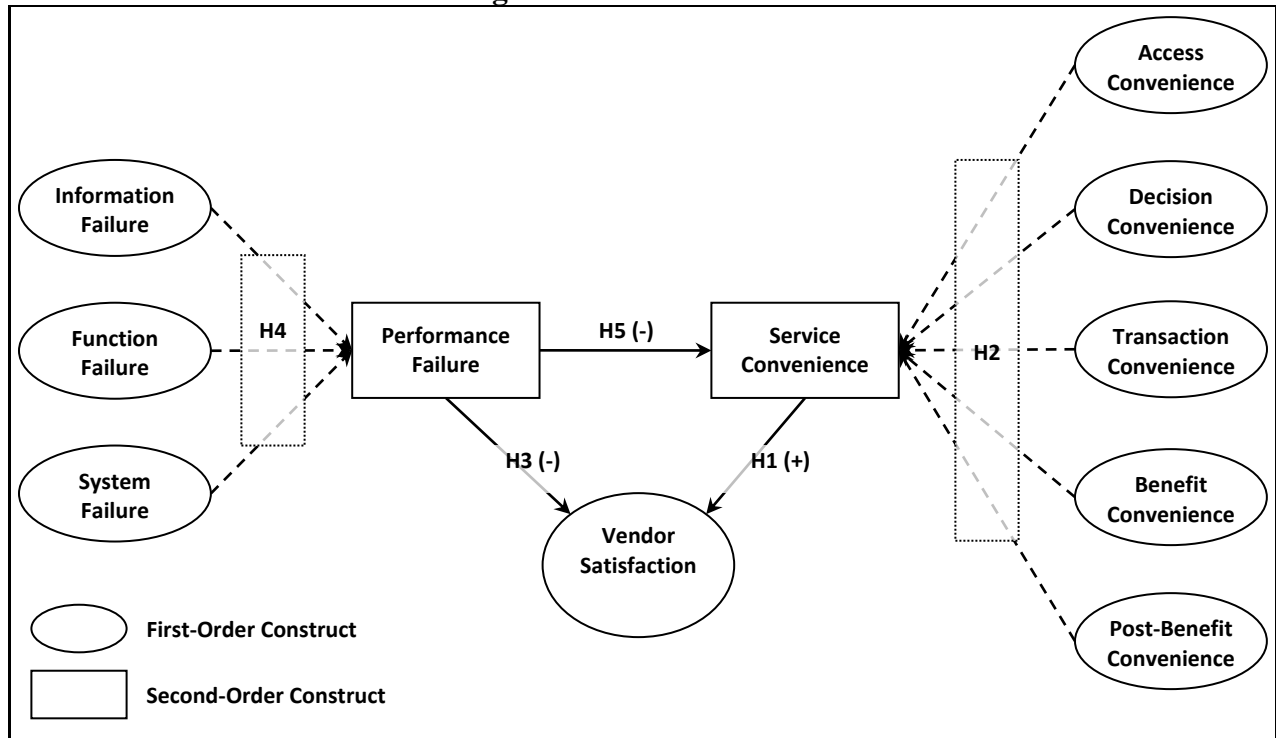 Access
Convenience
Information
Failure
Decision
Convenience
Function
Failure
H4
Performance
Failure
H5 (-)
Service
Convenience
H2
Transaction
Convenience
H3 (-)
H1 (+)
System
Failure
Benefit
Convenience
Vendor
Satisfaction
First-Order Construct
Post-Benefit
Convenience
Second-Order Construct